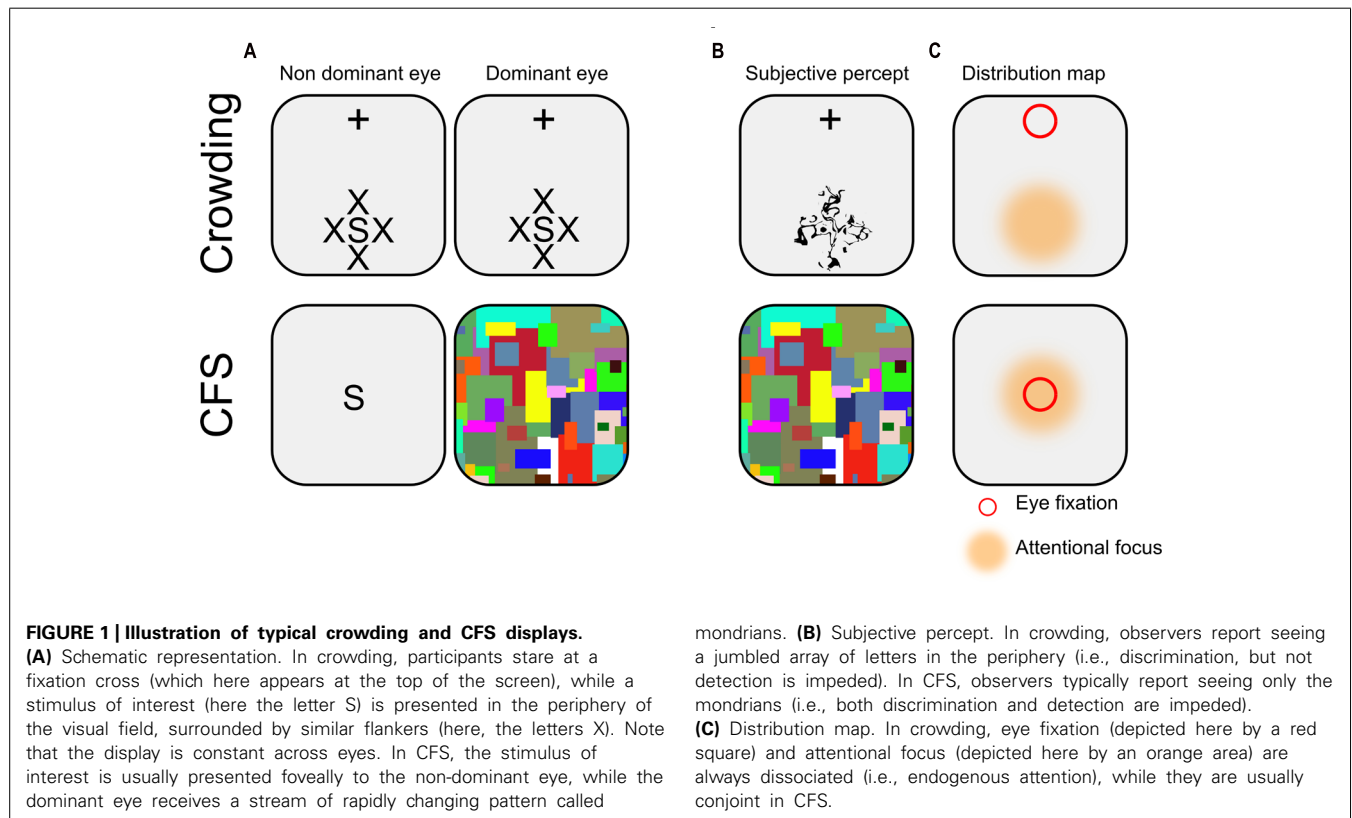 A
B
C
Non dominant eye
Dominant eye
Subjective percept
Distribution map
Crowding
+
X
XSX
X
+
X
XSX
X
+
CFS
S
Eye fixation
Attentional focus
FIGURE 1 | Illustration of typical crowding and CFS displays.
(A) Schematic representation. In crowding, participants stare at a
fixation cross (which here appears at the top of the screen), while a
stimulus of interest (here the letter S) is presented in the periphery of
the visual field, surrounded by similar flankers (here, the letters X). Note
that the display is constant across eyes. In CFS, the stimulus of
interest is usually presented foveally to the non-dominant eye, while the
dominant eye receives a stream of rapidly changing pattern called
mondrians. (B) Subjective percept. In crowding, observers report seeing
a jumbled array of letters in the periphery (i.e., discrimination, but not
detection is impeded). In CFS, observers typically report seeing only the
mondrians (i.e., both discrimination and detection are impeded).
(C) Distribution map. In crowding, eye fixation (depicted here by a red
square) and attentional focus (depicted here by an orange area) are
always dissociated (i.e., endogenous attention), while they are usually
conjoint in CFS.